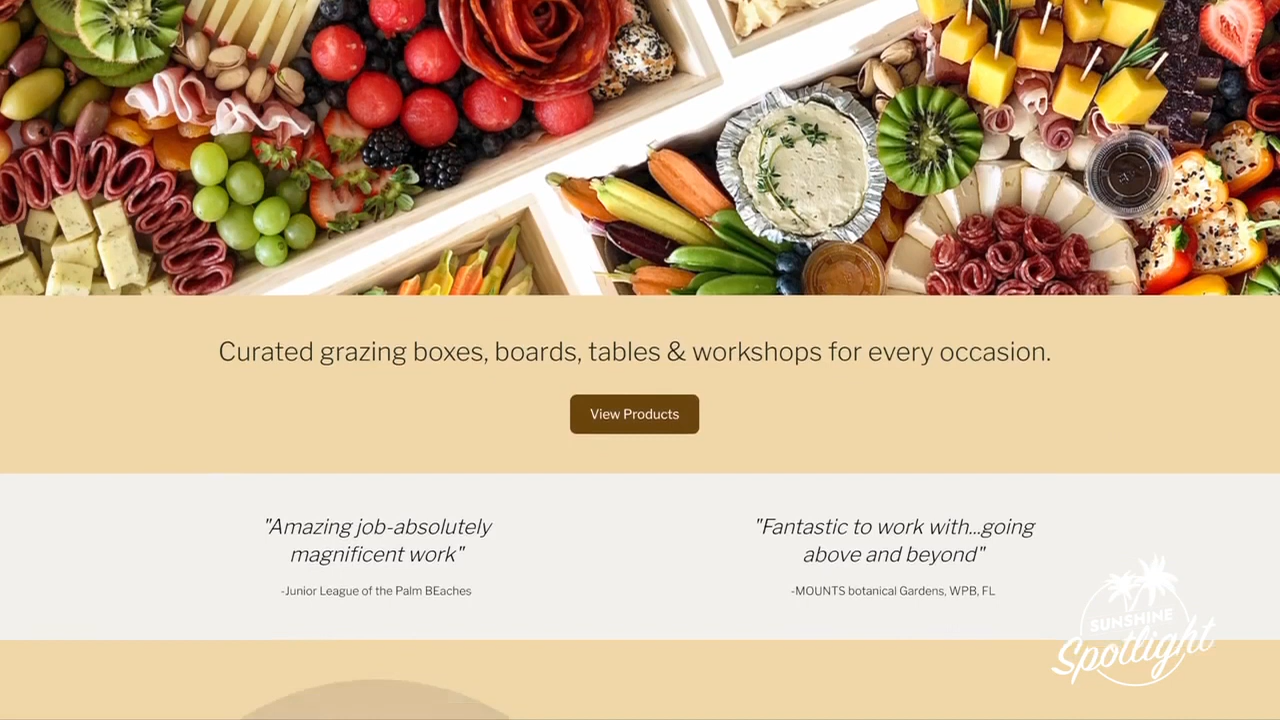 Curated grazing boxes, boards, tables & workshops for every occasion.
View Products
"Amazing job-absolutely
magnificent work"
-Junior League of the Palm BEaches
"Fantastic to work with...going
above and beyond"
-MOUNTS botanical Gardens, WPB, FL
SUNSHINE
Spotlight